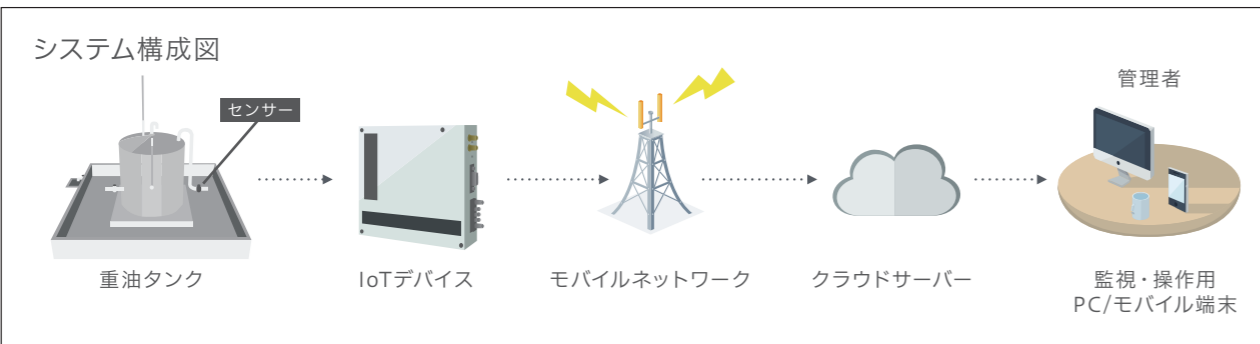 システム構成図
センサー
管理者
重油タンク
IoTデバイス
モバイルネットワーク
クラウドサーバー
監視・操作用
PC/モバイル端末